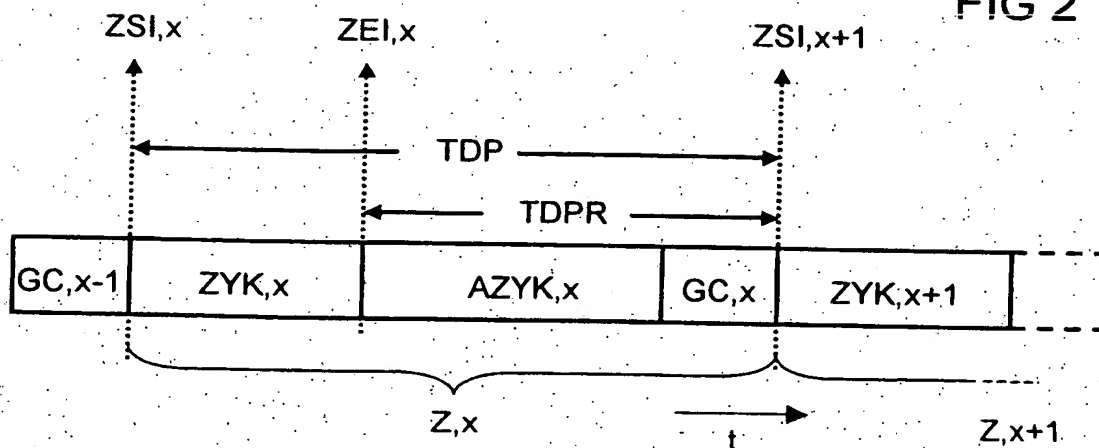 FIG 2
ZSI,x ZEI,x ZSI,x+1
TDP
TDPR
GC,x-1 ZYK,x AZYK,x GC,x ZYK,x+1
Z,x t Z,x+1